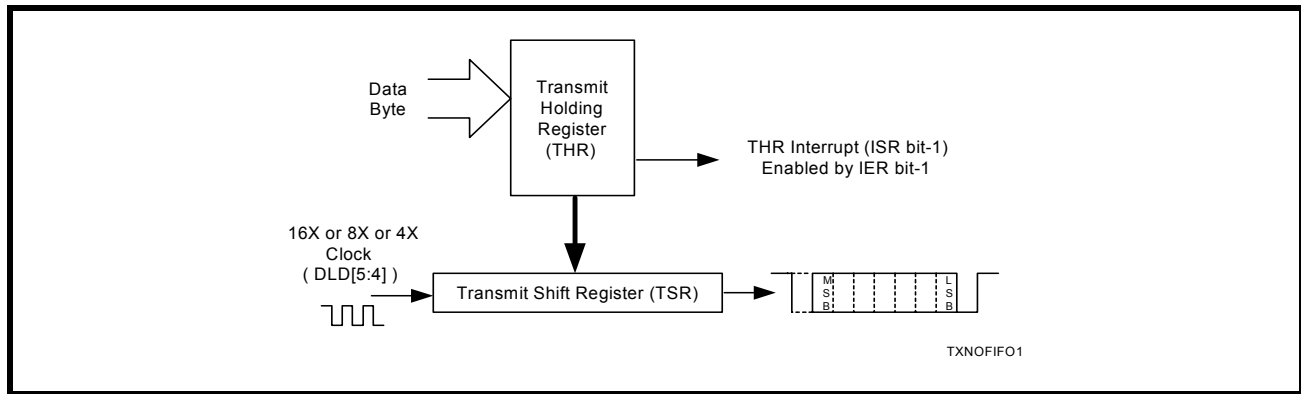 Data
Byte
Transmit
Holding
Register
(THR)
THR Interrupt (ISR bit-1)
Enabled by IER bit-1
16X or 8X or 4X
Clock
( DLD[5:4] )
Transmit Shift Register (TSR)
M
S
B
L
S
B
TXNOFIFO1